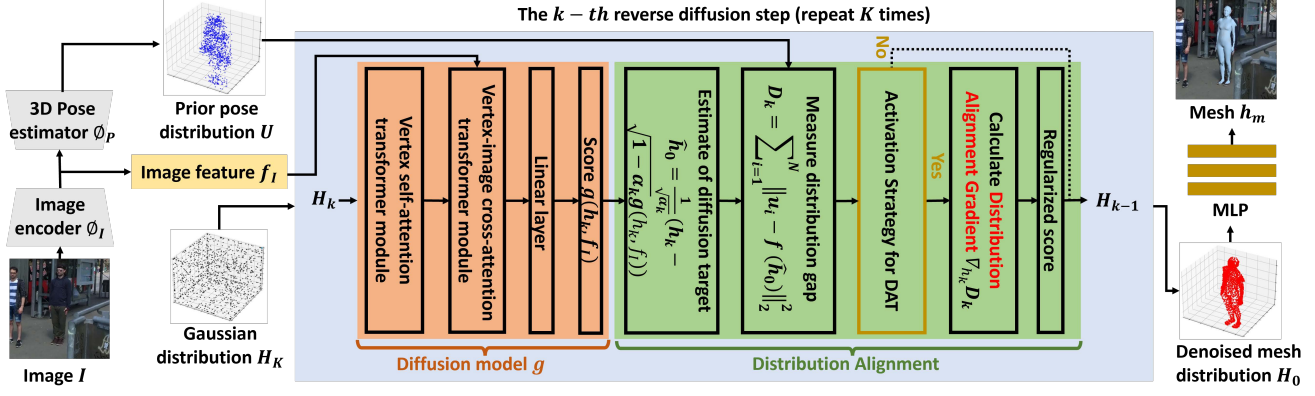 The k − th reverse diffusion step (repeat K times)
3D Pose
estimator ∅_P
Prior pose
distribution U
Image feature f_I
Image
encoder ∅_I
Image I
Gaussian
distribution H_K
H_k
Vertex self-attention
transformer module
Vertex-image cross-attention
transformer module
Linear layer
Score g(h_k, f_I)
Diffusion model g
Estimate of diffusion target
ĥ_0 = 1/√α_k (h_k −
√(1 − α_k) g(h_k, f_I)))
Measure distribution gap
D_k = ∑_{i=1}^{N} ‖u_i − f(ĥ_0)‖_2^2
Activation Strategy for DAT
No
Yes
Calculate Distribution
Alignment Gradient ∇_{h_k} D_k
Regularized score
Distribution Alignment
H_{k−1}
Mesh h_m
MLP
Denoised mesh
distribution H_0